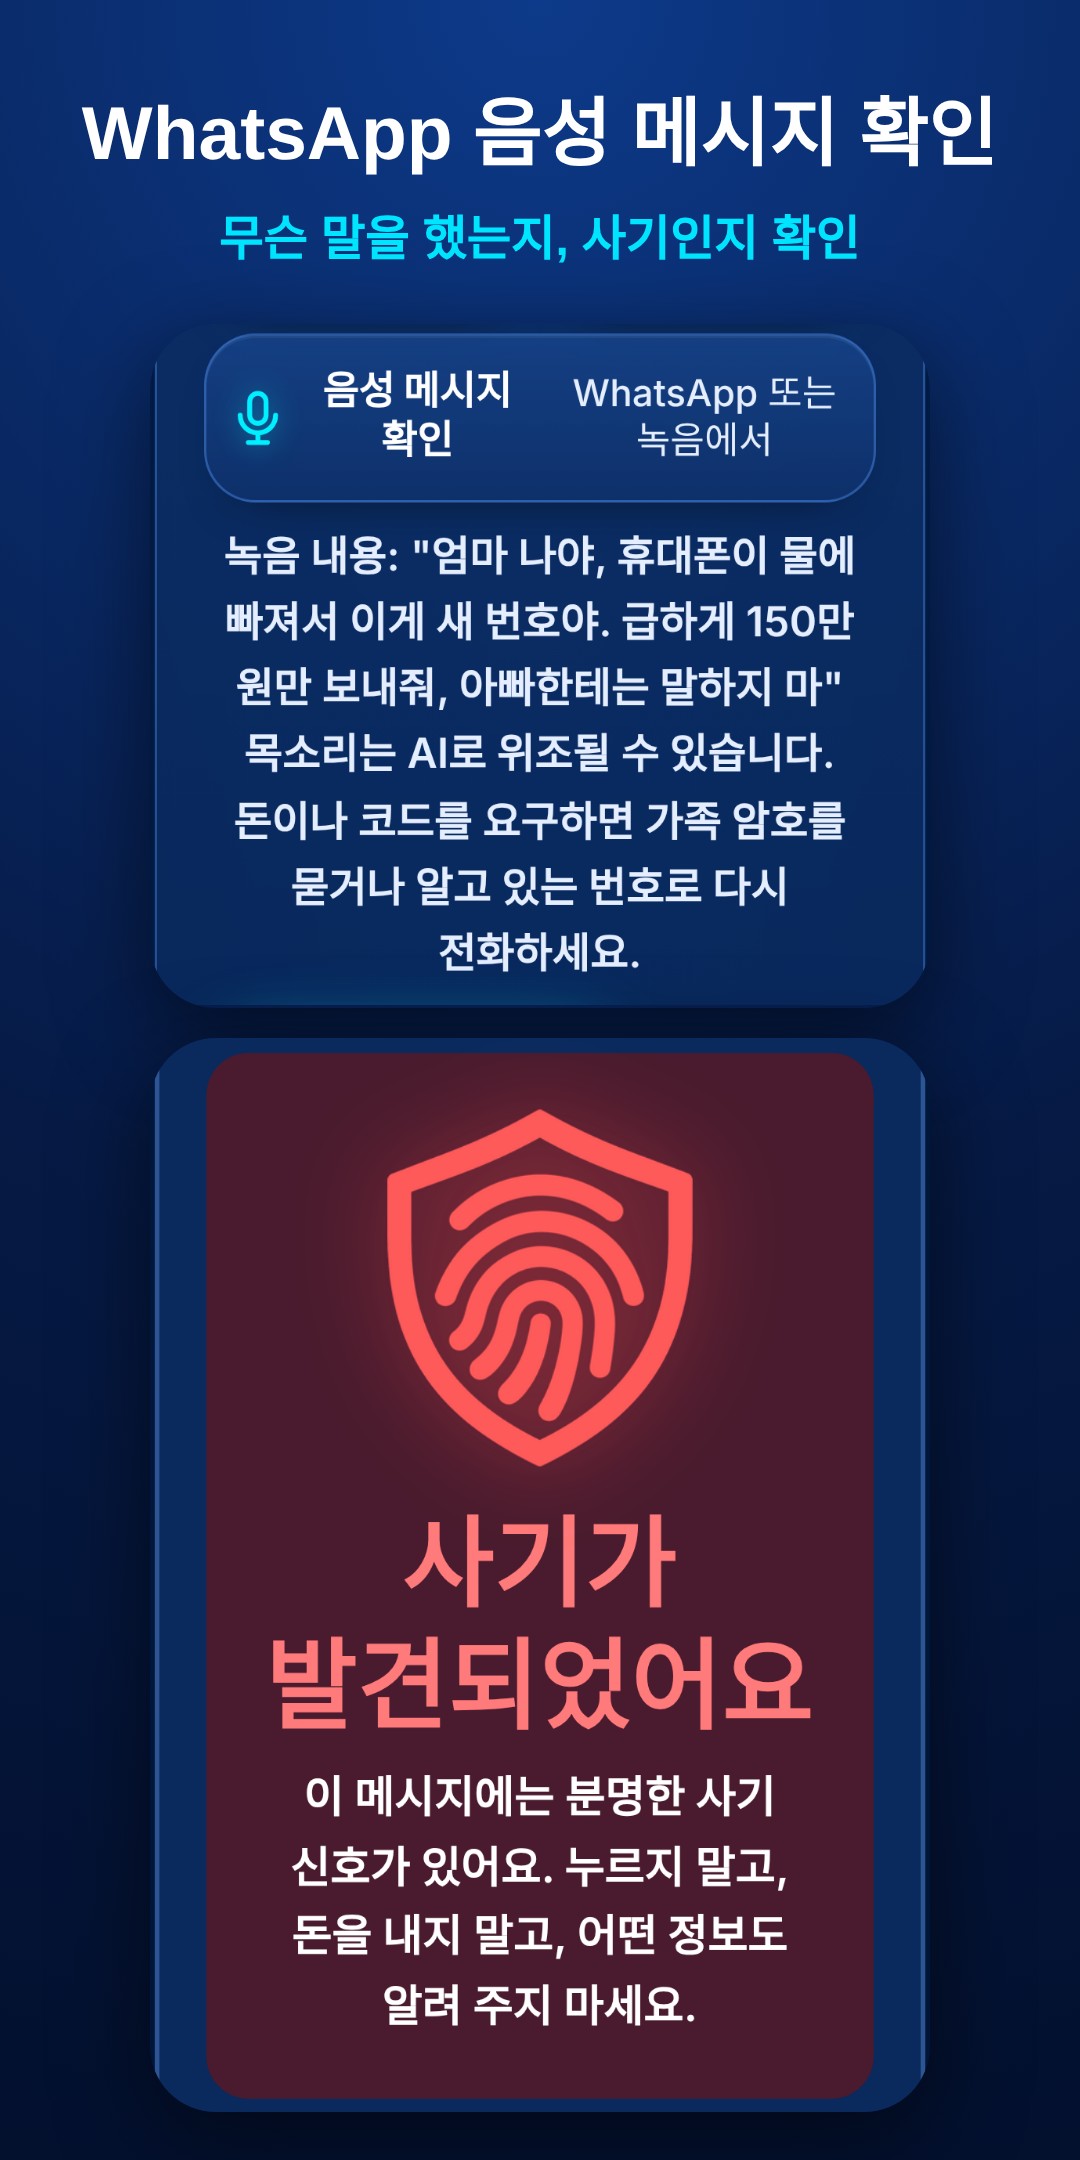 WhatsApp 음성 메시지 확인
무슨 말을 했는지, 사기인지 확인
음성 메시지
확인
WhatsApp 또는
녹음에서
녹음 내용: "엄마 나야, 휴대폰이 물에
빠져서 이게 새 번호야. 급하게 150만
원만 보내줘, 아빠한테는 말하지 마"
목소리는 AI로 위조될 수 있습니다.
돈이나 코드를 요구하면 가족 암호를
묻거나 알고 있는 번호로 다시
전화하세요.
사기가
발견되었어요
이 메시지에는 분명한 사기
신호가 있어요. 누르지 말고,
돈을 내지 말고, 어떤 정보도
알려 주지 마세요.